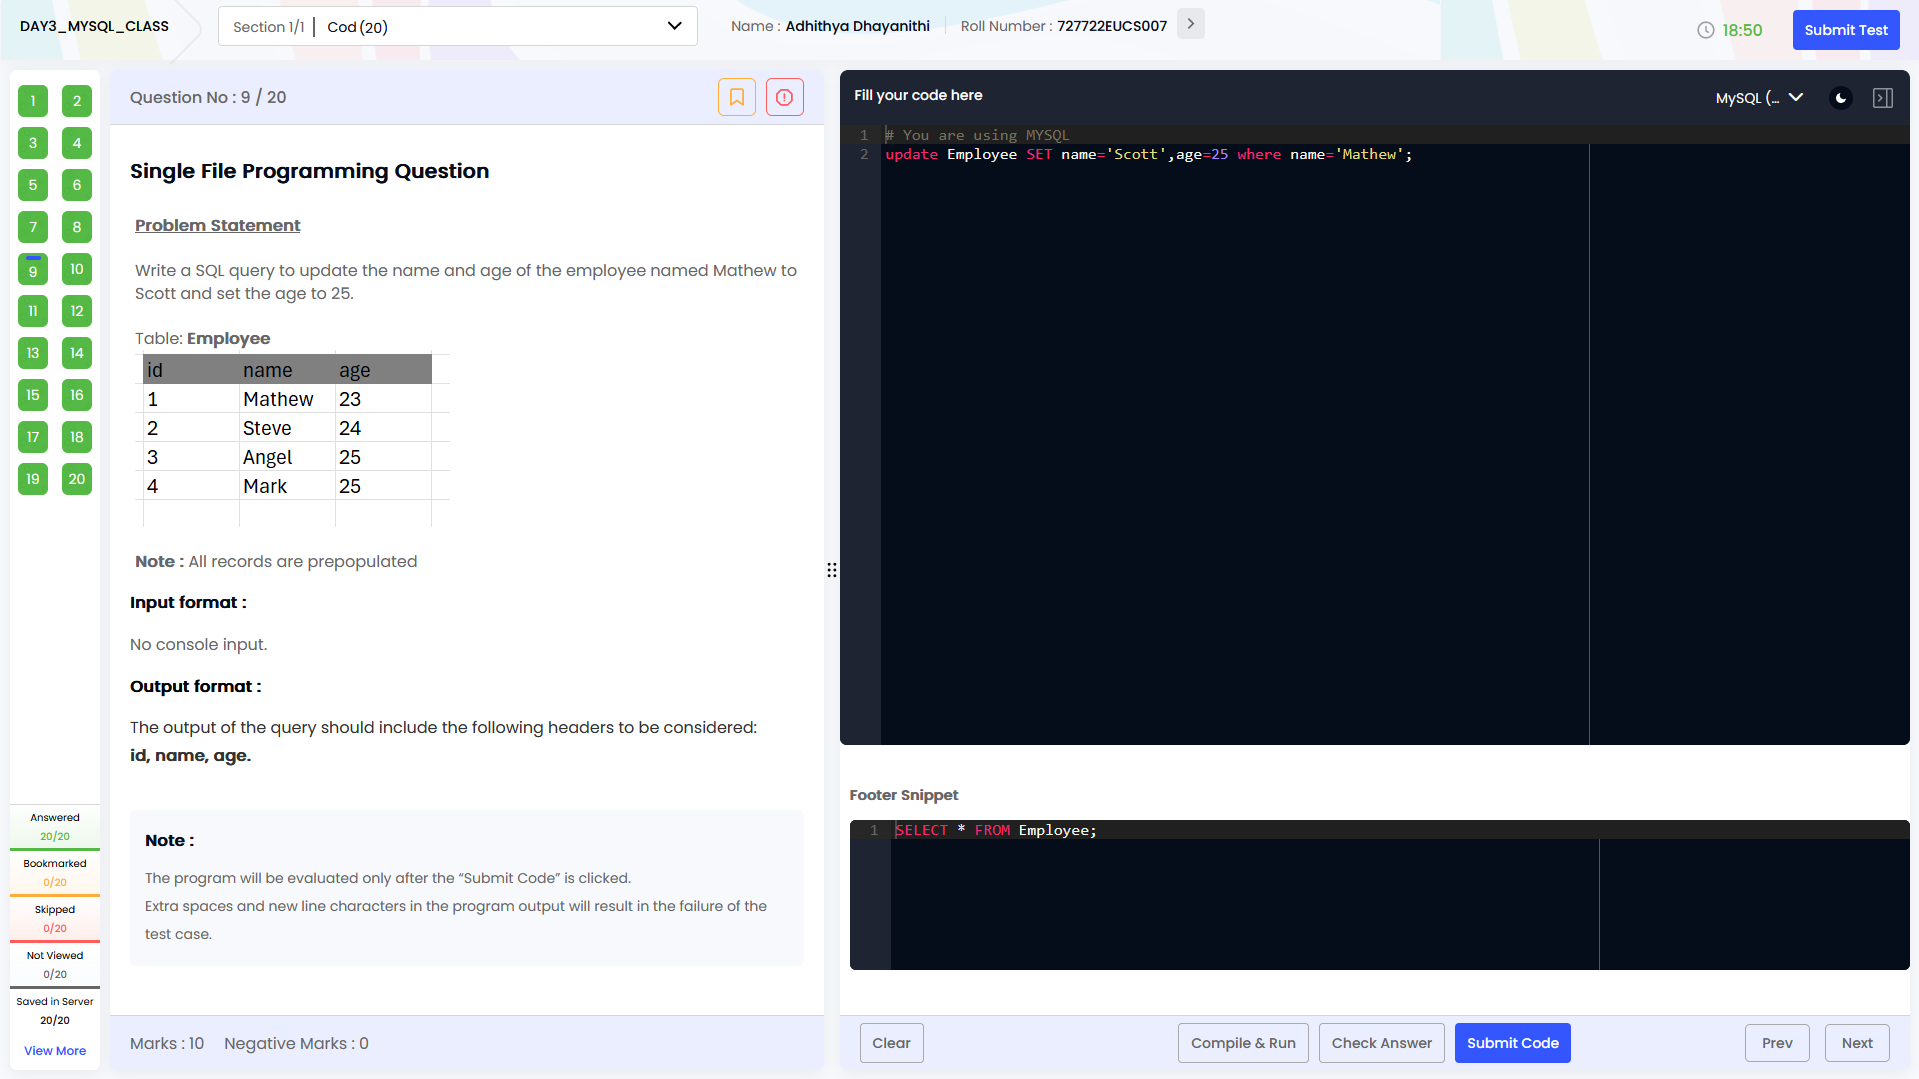 DAY3_MYSQL_CLASS
Section 1/1 | Cod (20)
Name : Adhithya Dhayanithi
Roll Number : 727722EUCS007
18:50
Submit Test
1 2
3 4
5 6
7 8
9 10
11 12
13 14
15 16
17 18
19 20
Answered
20/20
Bookmarked
0/20
Skipped
0/20
Not Viewed
0/20
Saved in Server
20/20
View More
Question No : 9 / 20
Single File Programming Question
Problem Statement
Write a SQL query to update the name and age of the employee named Mathew to
Scott and set the age to 25.
Table: Employee
id name age
1 Mathew 23
2 Steve 24
3 Angel 25
4 Mark 25
Note : All records are prepopulated
Input format :
No console input.
Output format :
The output of the query should include the following headers to be considered:
id, name, age.
Note :
The program will be evaluated only after the “Submit Code” is clicked.
Extra spaces and new line characters in the program output will result in the failure of the
test case.
Marks : 10 Negative Marks : 0
Fill your code here
MySQL (...
1 # You are using MYSQL
2 update Employee SET name='Scott',age=25 where name='Mathew';
Footer Snippet
1 SELECT * FROM Employee;
Clear
Compile & Run
Check Answer
Submit Code
Prev
Next